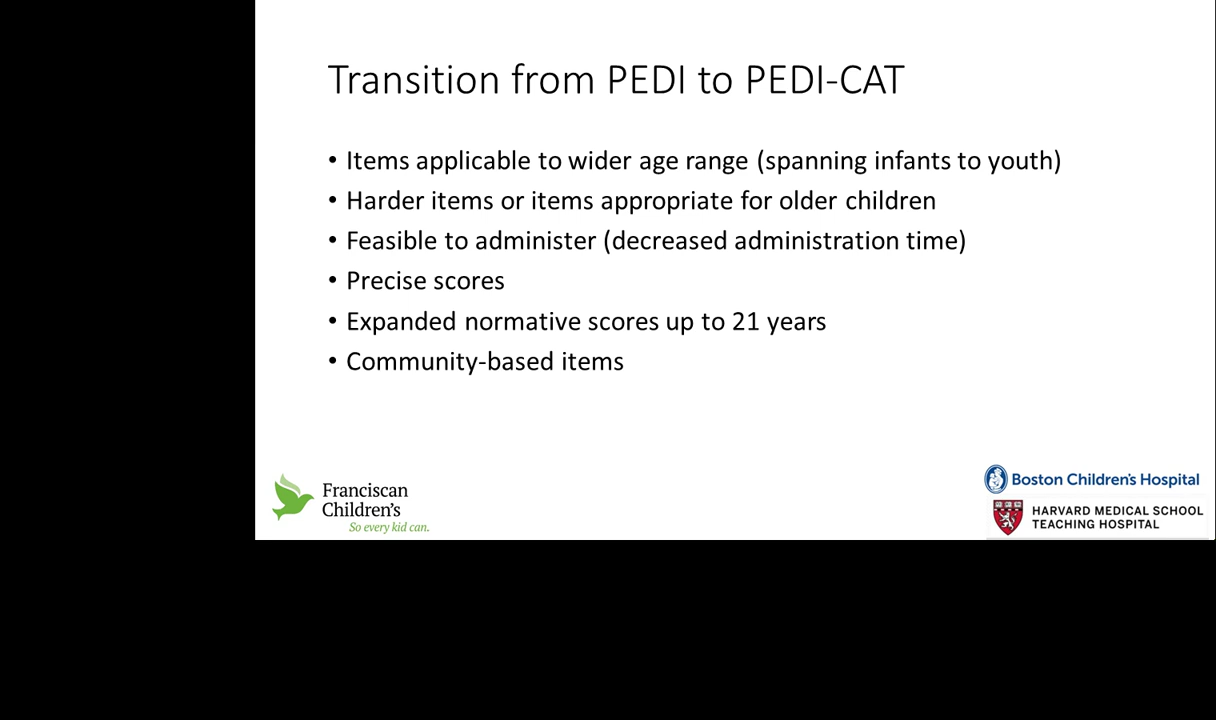 Transition from PEDI to PEDI-CAT
• Items applicable to wider age range (spanning infants to youth)
• Harder items or items appropriate for older children
• Feasible to administer (decreased administration time)
• Precise scores
• Expanded normative scores up to 21 years
• Community-based items
Franciscan
Children's
So every kid can.
Boston Children's Hospital
HARVARD MEDICAL SCHOOL
TEACHING HOSPITAL